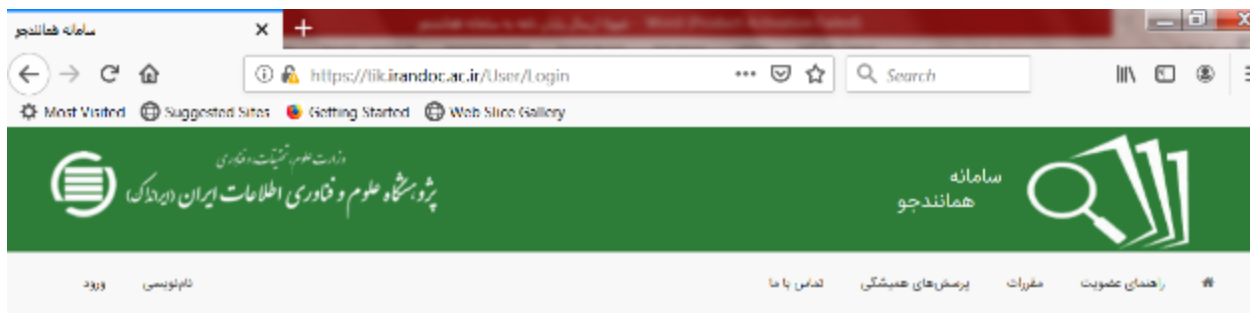 سامانه همانندجو
https://tik.irandoc.ac.ir/User/Login
Search
Most Visited
Suggested Sites
Getting Started
Web Slice Gallery
وزارت علوم، تحقیقات و فناوری
پژوهشگاه علوم و فناوری اطلاعات ایران (ایرانداک)
سامانه
همانندجو
راهنمای عضویت
مقررات
پرسش‌های همیشگی
تماس با ما
نام‌نویسی
ورود